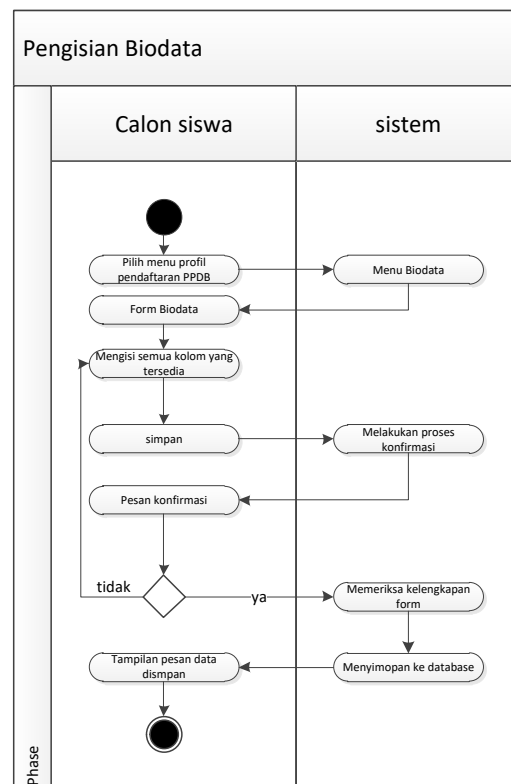 Pengisian Biodata
Calon siswa
sistem
Pilih menu profil
pendaftaran PPDB
Menu Biodata
Form Biodata
Mengisi semua kolom yang
tersedia
simpan
Melakukan proses
konfirmasi
Pesan konfirmasi
tidak
ya
Memeriksa kelengkapan
form
Tampilan pesan data
dismpan
Menyimopan ke database
Phase